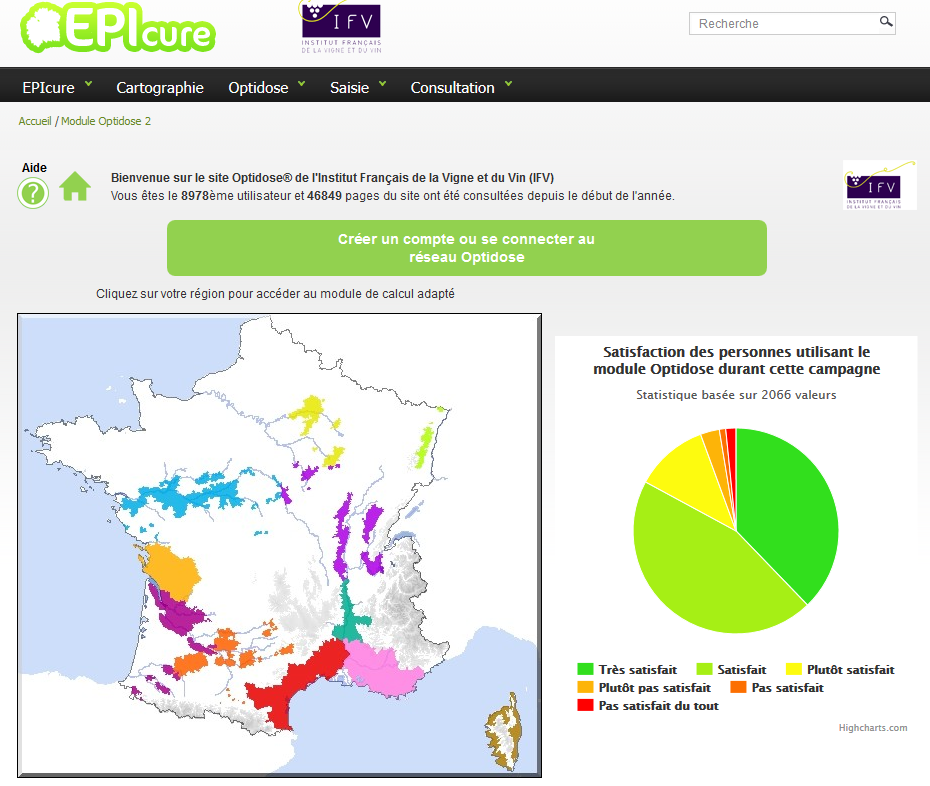 EPIcure
IFV
INSTITUT FRANÇAIS
DE LA VIGNE ET DU VIN
Recherche
EPIcure Cartographie Optidose Saisie Consultation
Accueil / Module Optidose 2
Aide
?
Bienvenue sur le site Optidose® de l'Institut Français de la Vigne et du Vin (IFV)
Vous êtes le 8978ème utilisateur et 46849 pages du site ont été consultées depuis le début de l'année.
IFV
INSTITUT FRANÇAIS
DE LA VIGNE ET DU VIN
Créer un compte ou se connecter au
réseau Optidose
Cliquez sur votre région pour accéder au module de calcul adapté
Satisfaction des personnes utilisant le
module Optidose durant cette campagne
Statistique basée sur 2066 valeurs
Très satisfait Satisfait Plutôt satisfait
Plutôt pas satisfait Pas satisfait
Pas satisfait du tout
Highcharts.com